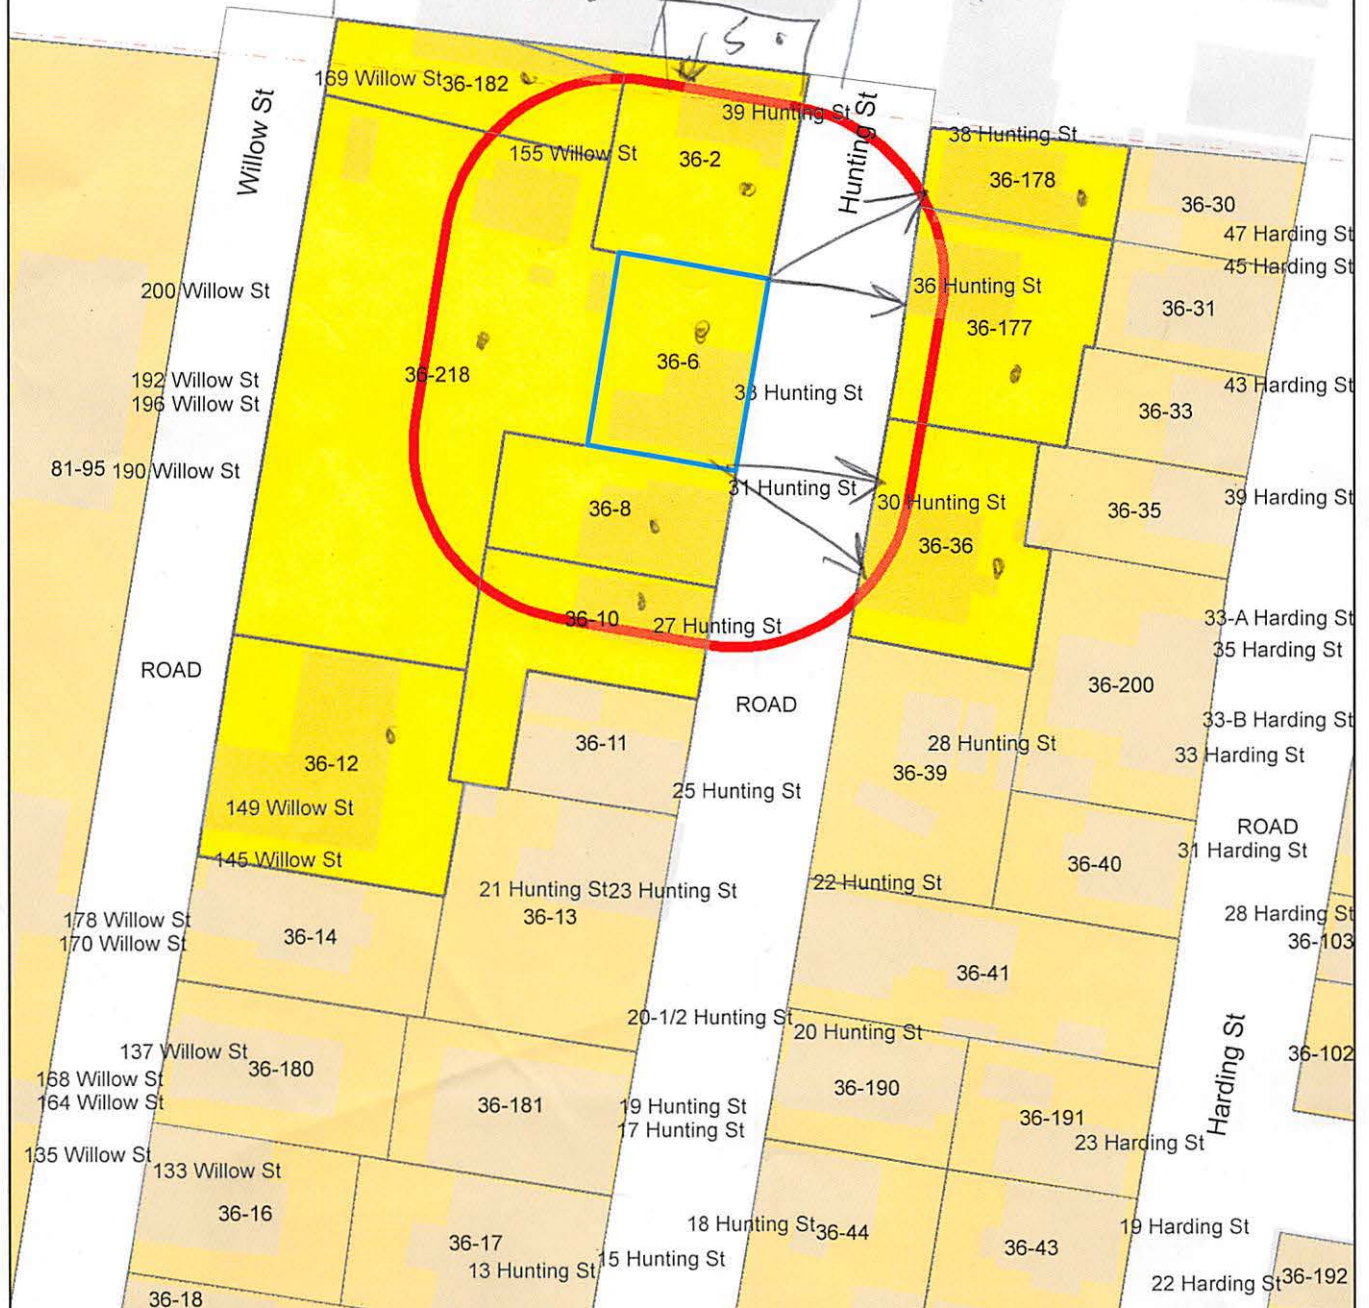 15.
169 Willow St 36-182
39 Hunting St
38 Hunting St
155 Willow St
36-2
Willow St
Hunting St
36-178
36-30
47 Harding St
45 Harding St
200 Willow St
36 Hunting St
36-177
36-31
36-6
36-218
192 Willow St
196 Willow St
33 Hunting St
43 Harding St
36-33
81-95
190 Willow St
31 Hunting St
30 Hunting St
39 Harding St
36-8
36-35
36-36
36-10
27 Hunting St
33-A Harding St
35 Harding St
ROAD
36-200
ROAD
33-B Harding St
36-11
28 Hunting St
33 Harding St
36-12
36-39
25 Hunting St
149 Willow St
ROAD
31 Harding St
145 Willow St
36-40
22 Hunting St
21 Hunting St 23 Hunting St
36-13
178 Willow St
170 Willow St
36-14
28 Harding St
36-103
36-41
20-1/2 Hunting St
20 Hunting St
Harding St
137 Willow St
36-180
36-102
168 Willow St
164 Willow St
36-190
36-181
19 Hunting St
17 Hunting St
36-191
23 Harding St
135 Willow St
133 Willow St
36-16
18 Hunting St
36-44
19 Harding St
36-17
15 Hunting St
36-43
13 Hunting St
22 Harding St
36-192
36-18